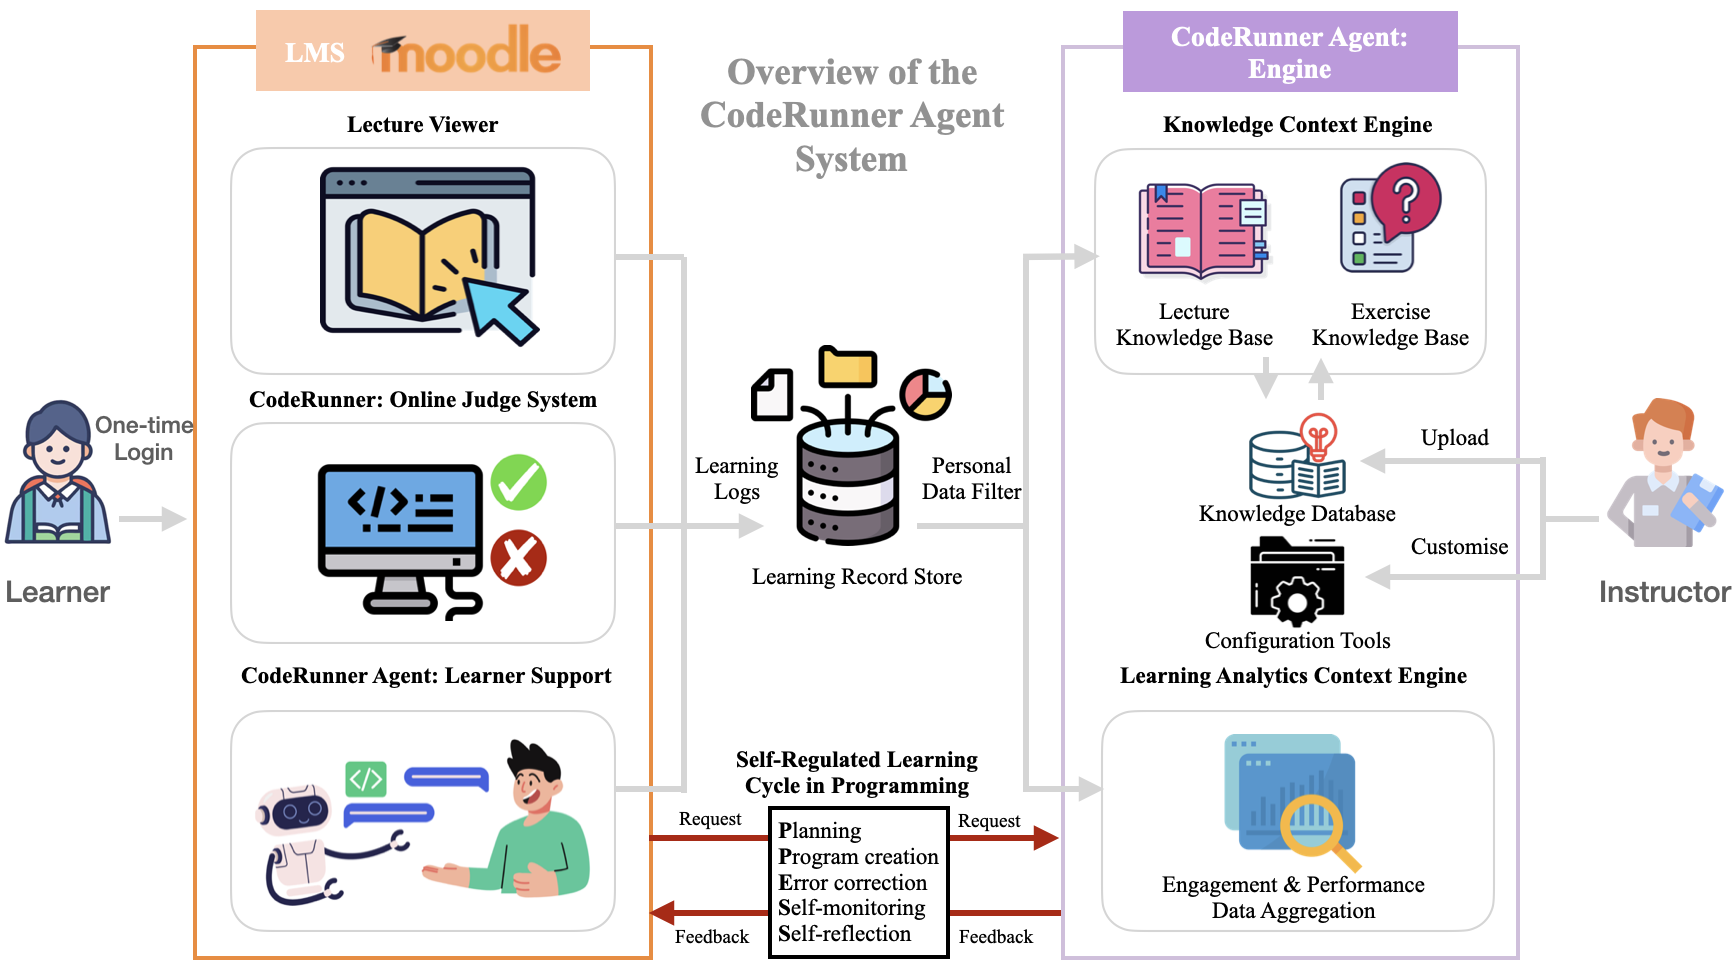 LMS moodle
CodeRunner Agent:
Engine
Overview of the
CodeRunner Agent
System
Lecture Viewer
Knowledge Context Engine
Lecture
Knowledge Base
Exercise
Knowledge Base
CodeRunner: Online Judge System
One-time
Login
Learner
Learning
Logs
Personal
Data Filter
Learning Record Store
Upload
Knowledge Database
Customise
Configuration Tools
Instructor
CodeRunner Agent: Learner Support
Learning Analytics Context Engine
Self-Regulated Learning
Cycle in Programming
Request
Request
Planning
Program creation
Error correction
Self-monitoring
Self-reflection
Feedback
Feedback
Engagement & Performance
Data Aggregation